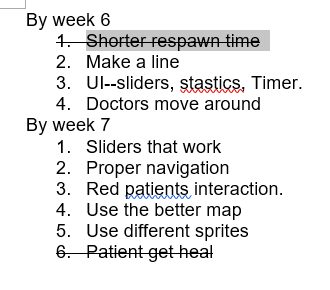 By week 6
1. Shorter respawn time
2. Make a line
3. UI--sliders, stastics, Timer.
4. Doctors move around
By week 7
1. Sliders that work
2. Proper navigation
3. Red patients interaction.
4. Use the better map
5. Use different sprites
6. Patient get heal